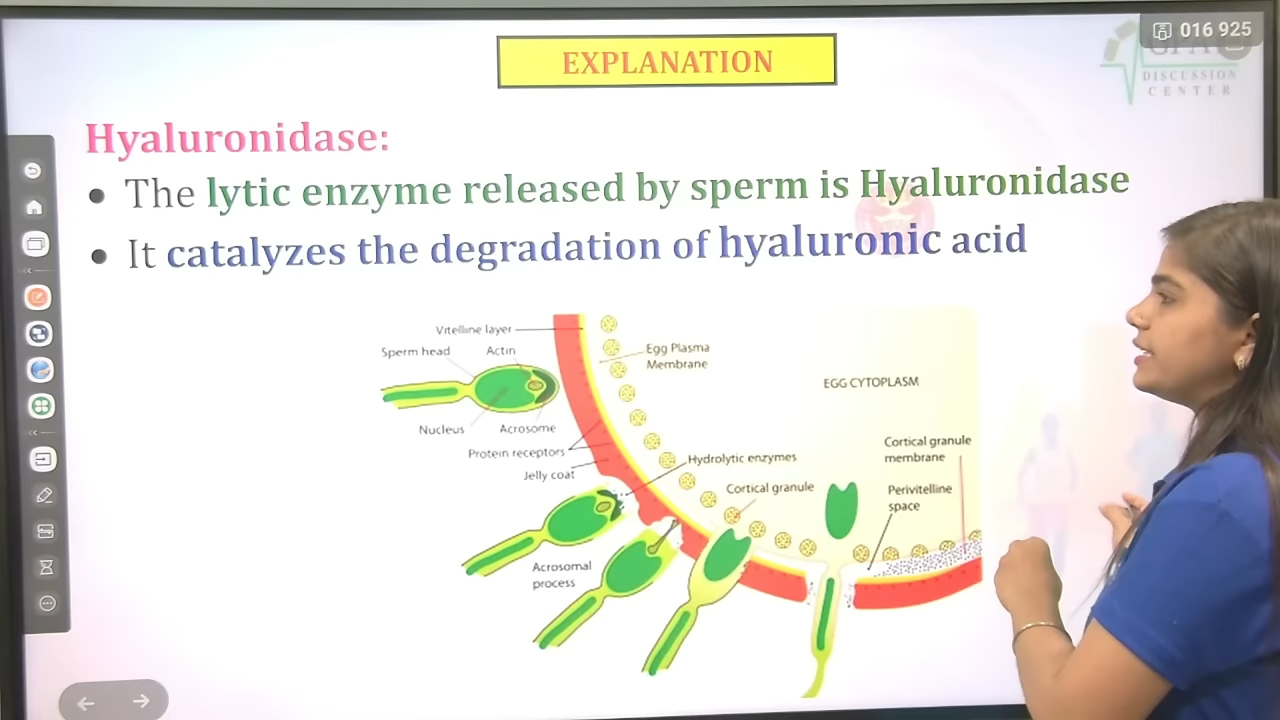 016 925
EXPLANATION
DISCUSSION
CENTER
Hyaluronidase:
• The lytic enzyme released by sperm is Hyaluronidase
• It catalyzes the degradation of hyaluronic acid
Vitelline layer
Sperm head
Actin
Egg Plasma
Membrane
EGG CYTOPLASM
Nucleus
Acrosome
Protein receptors
Jelly coat
Hydrolytic enzymes
Cortical granule
Cortical granule
membrane
Perivitelline
space
Acrosomal
process